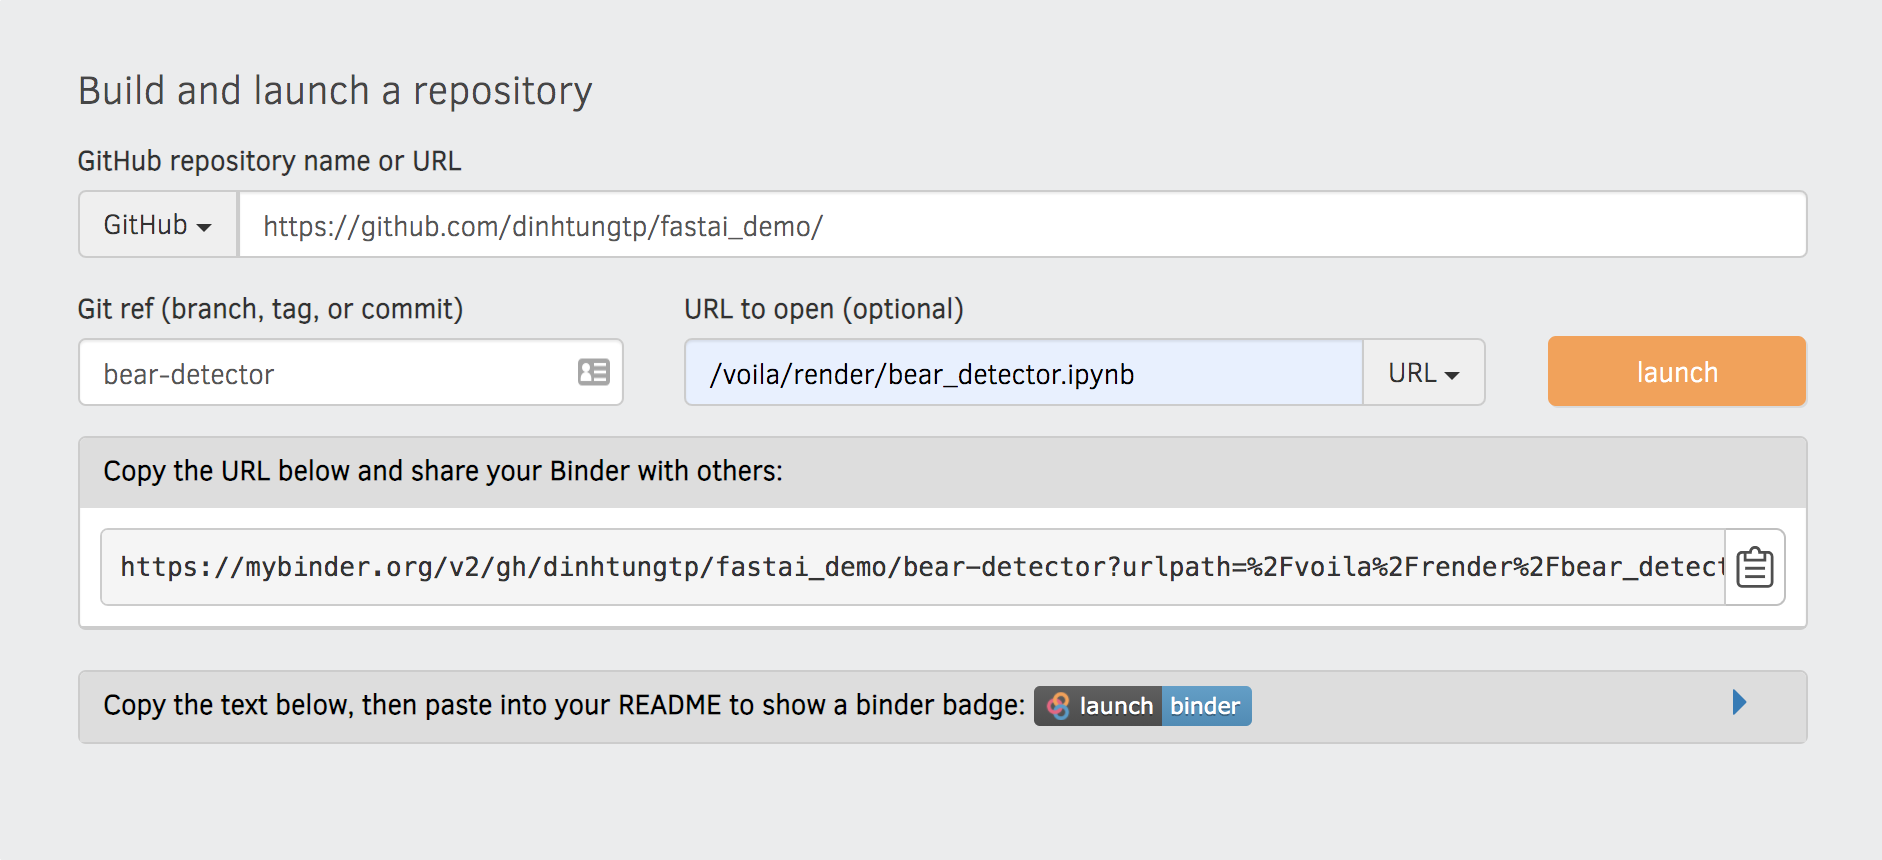 Build and launch a repository
GitHub repository name or URL
GitHub https://github.com/dinhtungtp/fastai_demo/
Git ref (branch, tag, or commit) URL to open (optional)
bear-detector /voila/render/bear_detector.ipynb URL launch
Copy the URL below and share your Binder with others:
https://mybinder.org/v2/gh/dinhtungtp/fastai_demo/bear-detector?urlpath=%2Fvoila%2Frender%2Fbear_detect
Copy the text below, then paste into your README to show a binder badge: launch binder